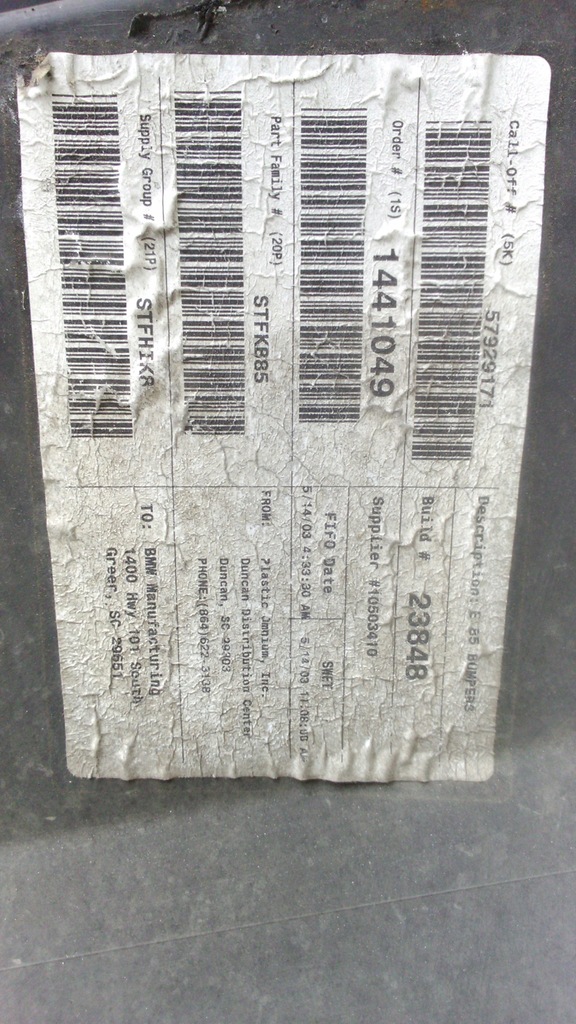 Call-Off # (5K) 57929171
Order # (1S) 1441049
Part Family # (20P) STFK885
Supply Group # (21P) STFHIK8
Description: E 85 BUMPERS
Build # 23848
Supplier #10503410
FIFO Date SHET
5/14/03 4:33:30 AM
FROM: Plastic Omnium, Inc.
Duncan Distribution Center
Duncan, SC
PHONE:(864)622 3138
TO: BMW Manufacturing
1400 Hwy 101 South
Greer, SC 29651